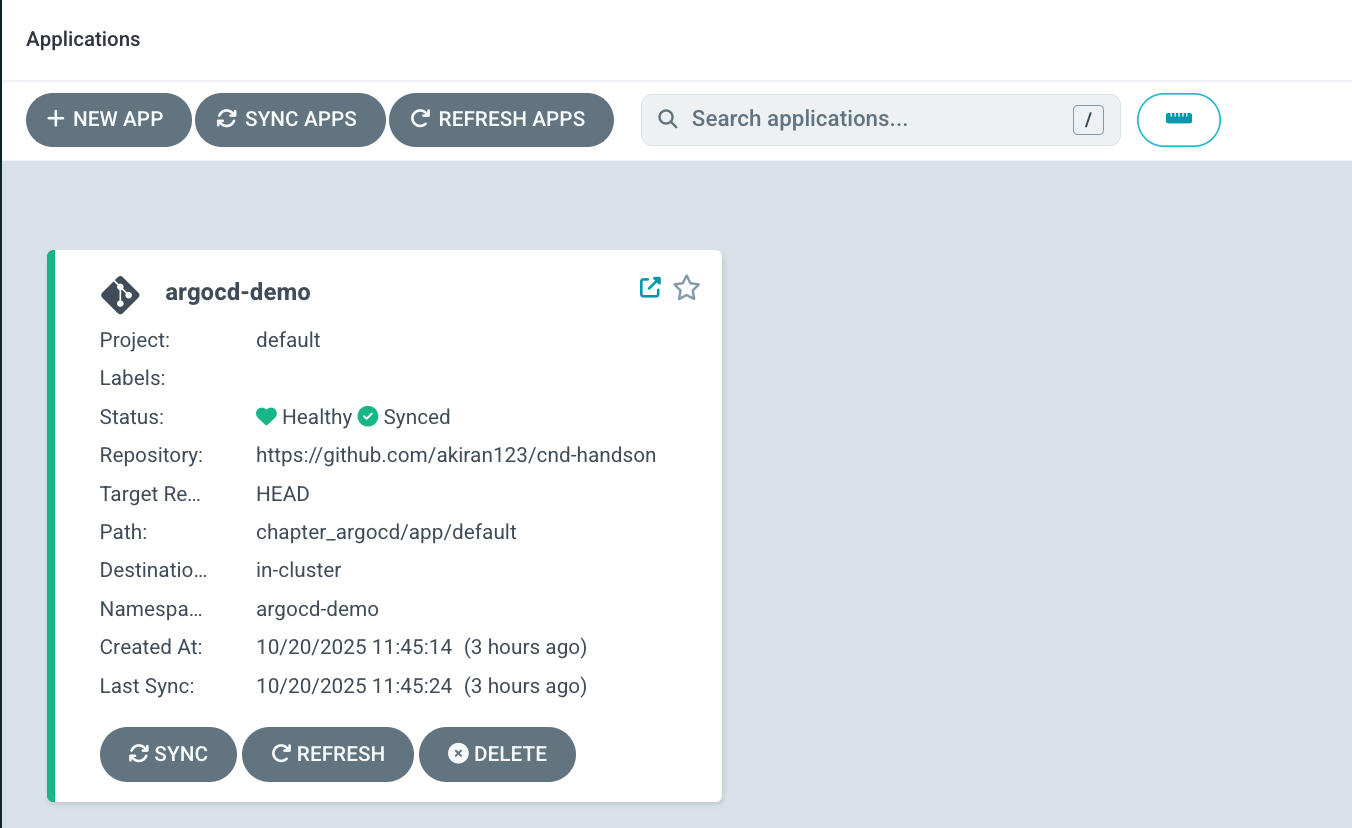 Applications
NEW APP SYNC APPS REFRESH APPS Search applications... /
argocd-demo
Project: default
Labels:
Status: Healthy Synced
Repository: https://github.com/akiran123/cnd-handson
Target Re... HEAD
Path: chapter_argocd/app/default
Destinatio... in-cluster
Namespa... argocd-demo
Created At: 10/20/2025 11:45:14 (3 hours ago)
Last Sync: 10/20/2025 11:45:24 (3 hours ago)
SYNC REFRESH DELETE